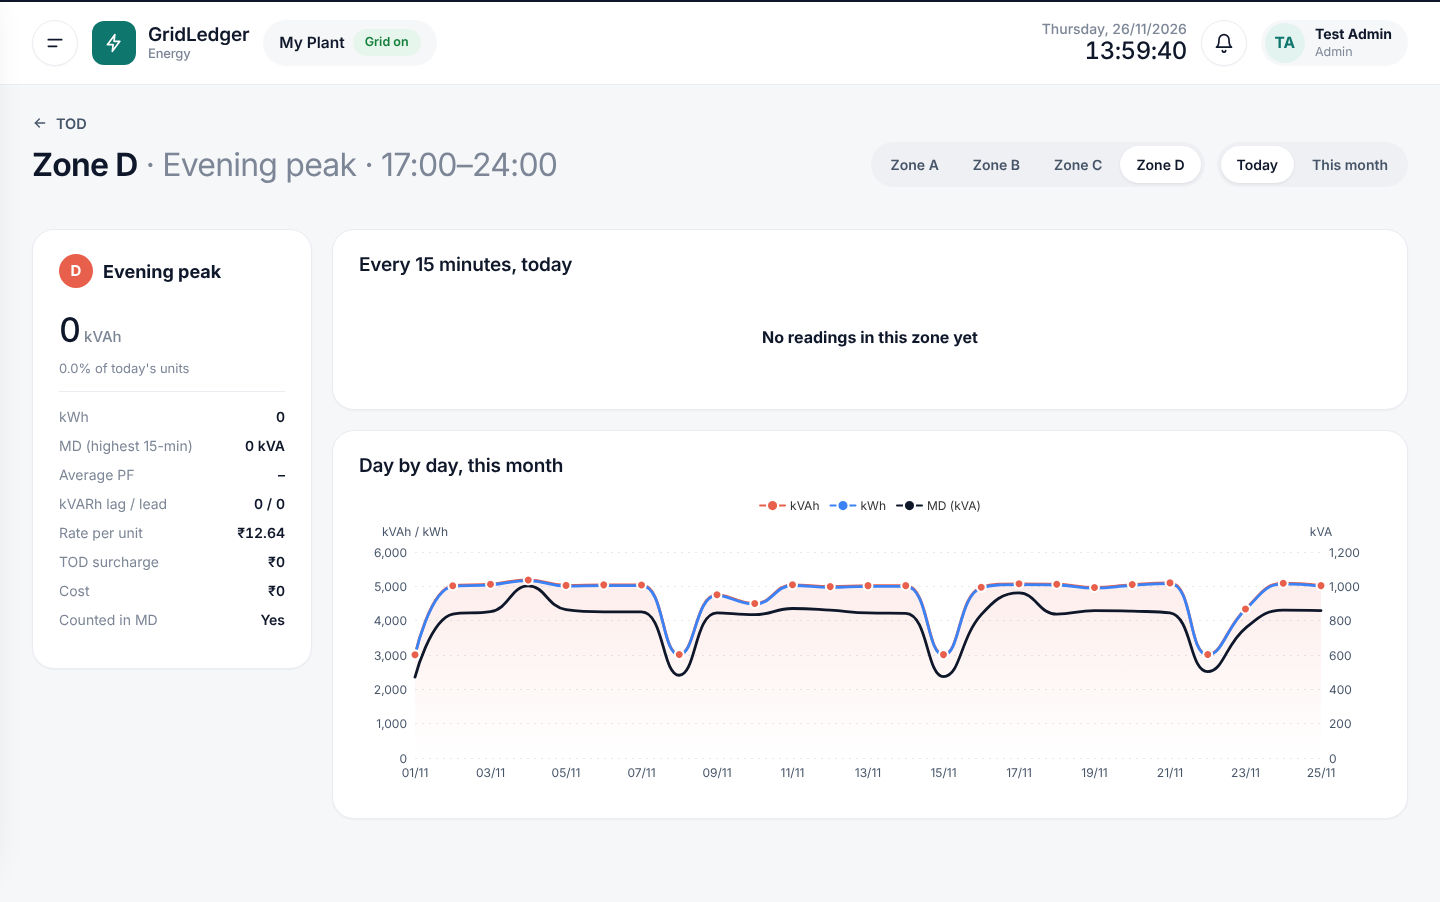 GridLedger
Energy
My Plant
Grid on
Thursday, 26/11/2026
13:59:40
TA
Test Admin
Admin
← TOD
Zone D · Evening peak · 17:00–24:00
Zone A
Zone B
Zone C
Zone D
Today
This month
D
Evening peak
0 kVAh
0.0% of today's units
kWh 0
MD (highest 15-min) 0 kVA
Average PF –
kVARh lag / lead 0 / 0
Rate per unit ₹12.64
TOD surcharge ₹0
Cost ₹0
Counted in MD Yes
Every 15 minutes, today
No readings in this zone yet
Day by day, this month
kVAh kWh MD (kVA)
kVAh / kWh kVA
6,000 1,200
5,000 1,000
4,000 800
3,000 600
2,000 400
1,000 200
0 0
01/11 03/11 05/11 07/11 09/11 11/11 13/11 15/11 17/11 19/11 21/11 23/11 25/11